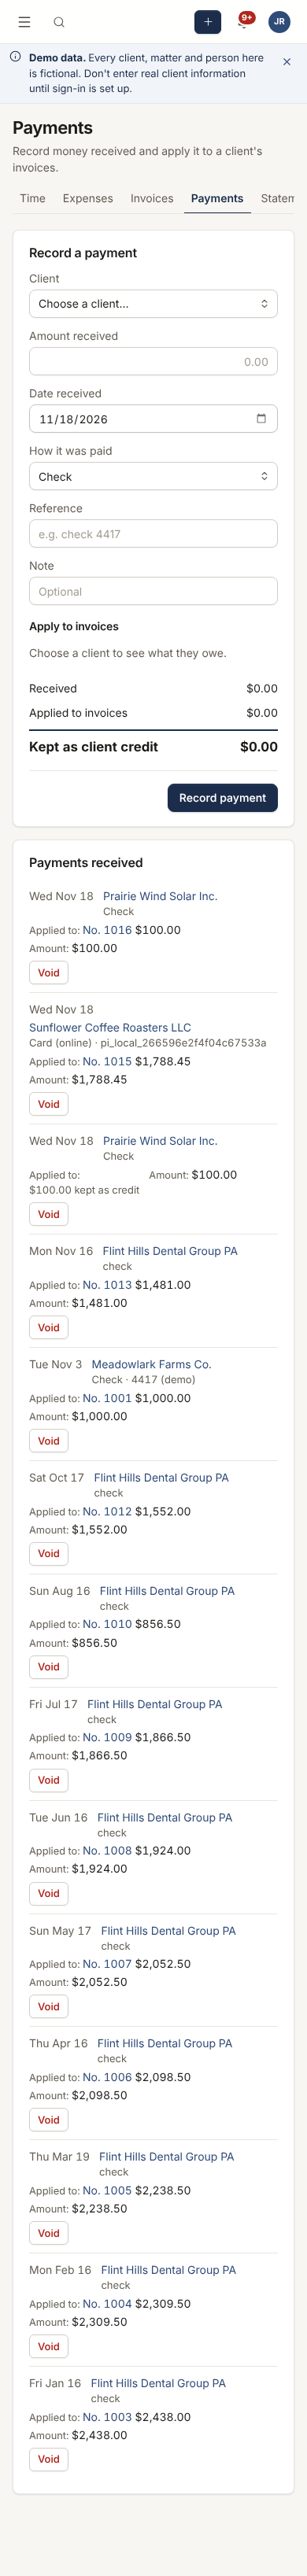 9+
JR
Demo data. Every client, matter and person here
is fictional. Don't enter real client information
until sign-in is set up.
Payments
Record money received and apply it to a client's
invoices.
Time Expenses Invoices Payments Statem
Record a payment
Client
Choose a client...
Amount received
0.00
Date received
11/18/2026
How it was paid
Check
Reference
e.g. check 4417
Note
Optional
Apply to invoices
Choose a client to see what they owe.
Received $0.00
Applied to invoices $0.00
Kept as client credit $0.00
Record payment
Payments received
Wed Nov 18 Prairie Wind Solar Inc.
Check
Applied to: No. 1016 $100.00
Amount: $100.00
Void
Wed Nov 18
Sunflower Coffee Roasters LLC
Card (online) · pi_local_266596e2f4f04c67533a
Applied to: No. 1015 $1,788.45
Amount: $1,788.45
Void
Wed Nov 18 Prairie Wind Solar Inc.
Check
Applied to: Amount: $100.00
$100.00 kept as credit
Void
Mon Nov 16 Flint Hills Dental Group PA
check
Applied to: No. 1013 $1,481.00
Amount: $1,481.00
Void
Tue Nov 3 Meadowlark Farms Co.
Check · 4417 (demo)
Applied to: No. 1001 $1,000.00
Amount: $1,000.00
Void
Sat Oct 17 Flint Hills Dental Group PA
check
Applied to: No. 1012 $1,552.00
Amount: $1,552.00
Void
Sun Aug 16 Flint Hills Dental Group PA
check
Applied to: No. 1010 $856.50
Amount: $856.50
Void
Fri Jul 17 Flint Hills Dental Group PA
check
Applied to: No. 1009 $1,866.50
Amount: $1,866.50
Void
Tue Jun 16 Flint Hills Dental Group PA
check
Applied to: No. 1008 $1,924.00
Amount: $1,924.00
Void
Sun May 17 Flint Hills Dental Group PA
check
Applied to: No. 1007 $2,052.50
Amount: $2,052.50
Void
Thu Apr 16 Flint Hills Dental Group PA
check
Applied to: No. 1006 $2,098.50
Amount: $2,098.50
Void
Thu Mar 19 Flint Hills Dental Group PA
check
Applied to: No. 1005 $2,238.50
Amount: $2,238.50
Void
Mon Feb 16 Flint Hills Dental Group PA
check
Applied to: No. 1004 $2,309.50
Amount: $2,309.50
Void
Fri Jan 16 Flint Hills Dental Group PA
check
Applied to: No. 1003 $2,438.00
Amount: $2,438.00
Void